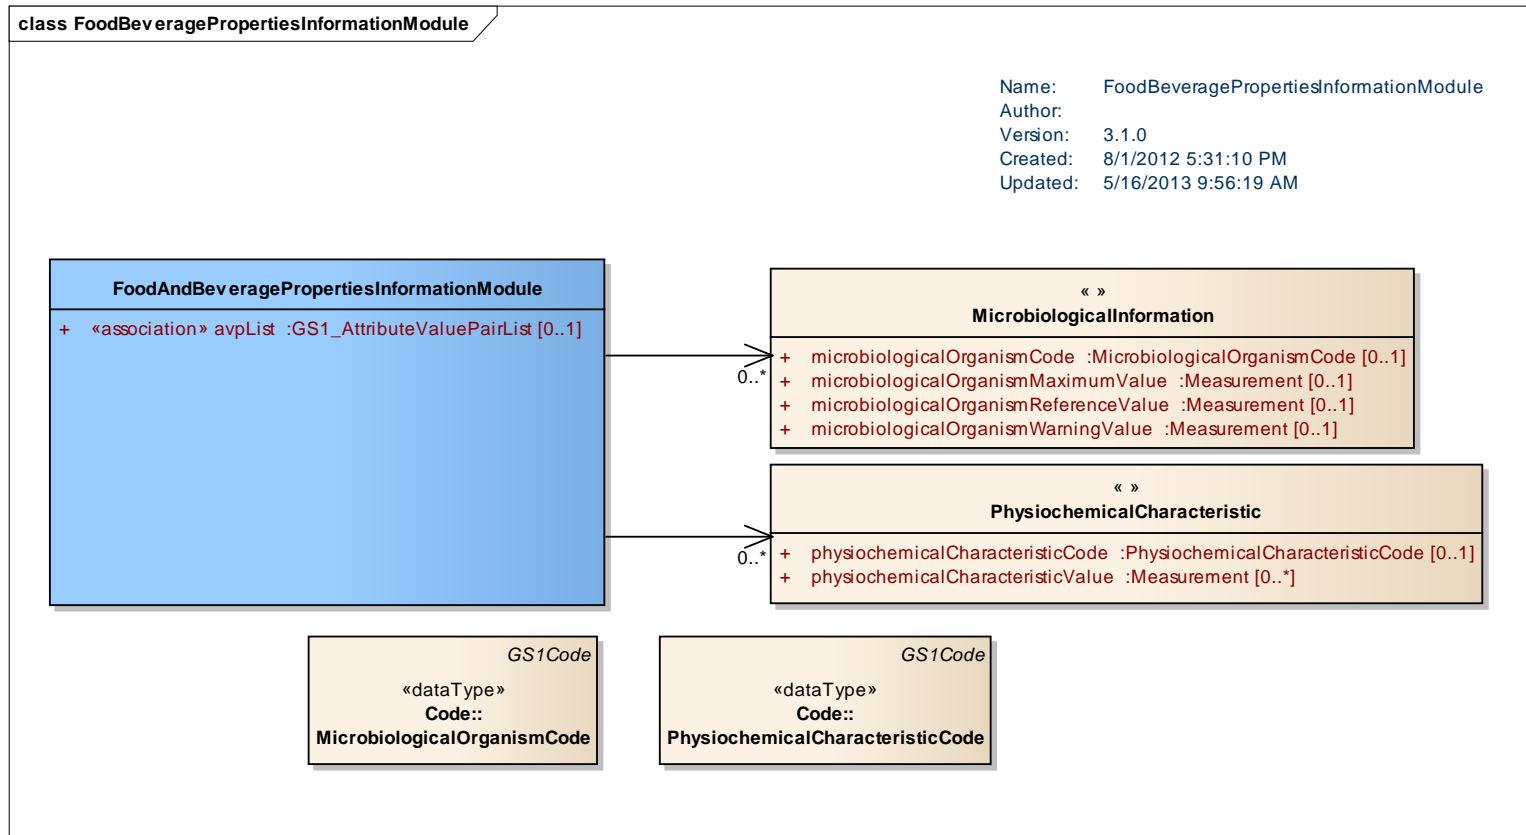 class FoodBeveragePropertiesInformationModule
Name: FoodBeveragePropertiesInformationModule
Author:
Version: 3.1.0
Created: 8/1/2012 5:31:10 PM
Updated: 5/16/2013 9:56:19 AM
FoodAndBeveragePropertiesInformationModule
+ «association» avpList :GS1_AttributeValuePairList [0..1]
0..*
« »
MicrobiologicalInformation
+ microbiologicalOrganismCode :MicrobiologicalOrganismCode [0..1]
+ microbiologicalOrganismMaximumValue :Measurement [0..1]
+ microbiologicalOrganismReferenceValue :Measurement [0..1]
+ microbiologicalOrganismWarningValue :Measurement [0..1]
0..*
« »
PhysiochemicalCharacteristic
+ physiochemicalCharacteristicCode :PhysiochemicalCharacteristicCode [0..1]
+ physiochemicalCharacteristicValue :Measurement [0..*]
GS1Code
«dataType»
Code::
MicrobiologicalOrganismCode
GS1Code
«dataType»
Code::
PhysiochemicalCharacteristicCode